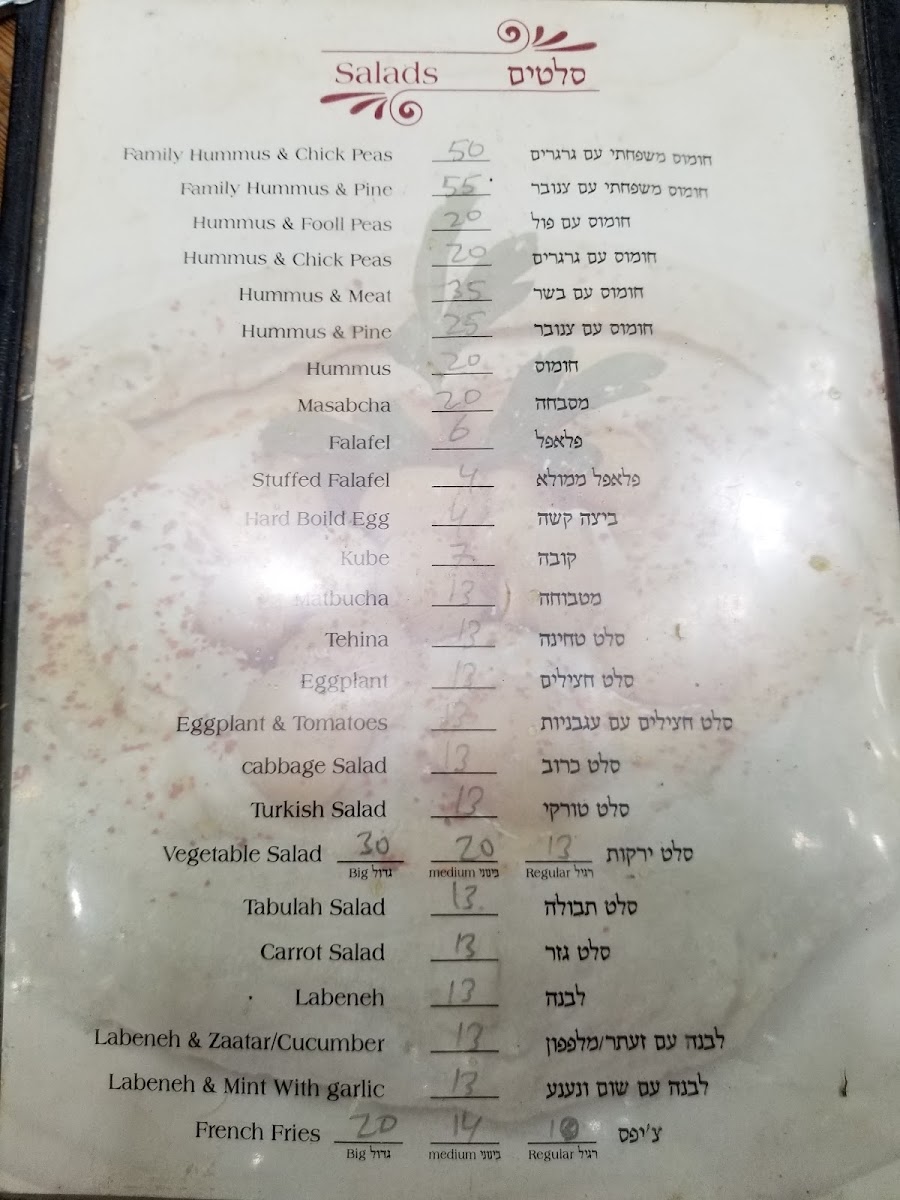 Salads סלטים
Family Hummus & Chick Peas 50 חומוס משפחתי עם גרגרים
Family Hummus & Pine 55 חומוס משפחתי עם צנובר
Hummus & Fooll Peas 20 חומוס עם פול
Hummus & Chick Peas 20 חומוס עם גרגרים
Hummus & Meat 35 חומוס עם בשר
Hummus & Pine 25 חומוס עם צנובר
Hummus 20 חומוס
Masabcha 20 מסבחה
Falafel 6 פלאפל
Stuffed Falafel 4 פלאפל ממולא
Hard Boild Egg 4 ביצה קשה
Kube 7 קובה
Matbucha 13 מטבוחה
Tehina 13 סלט טחינה
Eggplant 13 סלט חצילים
Eggplant & Tomatoes 13 סלט חצילים עם עגבניות
cabbage Salad 13 סלט כרוב
Turkish Salad 13 סלט טורקי
Vegetable Salad 30 20 13 סלט ירקות
Big גדול medium בינוני Regular רגיל
Tabulah Salad 13 סלט תבולה
Carrot Salad 13 סלט גזר
Labeneh 13 לבנה
Labeneh & Zaatar/Cucumber 13 לבנה עם זעתר/מלפפון
Labeneh & Mint With garlic 13 לבנה עם שום ונענע
French Fries 20 14 10 צ'יפס
Big גדול medium בינוני Regular רגיל